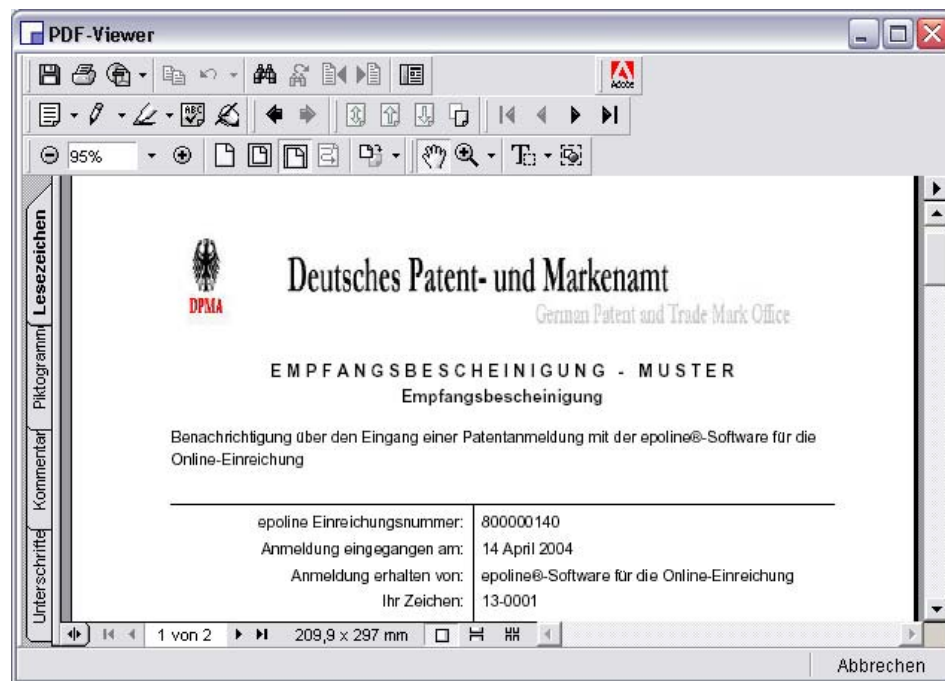 PDF-Viewer
Adobe
ABC
95%
Lesezeichen
Piktogramm
Kommentar
Unterschrifte
DPMA
Deutsches Patent- und Markenamt
German Patent and Trade Mark Office
EMPFANGSBESCHEINIGUNG - MUSTER
Empfangsbescheinigung
Benachrichtigung über den Eingang einer Patentanmeldung mit der epoline®-Software für die
Online-Einreichung
epoline Einreichungsnummer: 800000140
Anmeldung eingegangen am: 14 April 2004
Anmeldung erhalten von: epoline®-Software für die Online-Einreichung
Ihr Zeichen: 13-0001
1 von 2 209,9 x 297 mm
Abbrechen